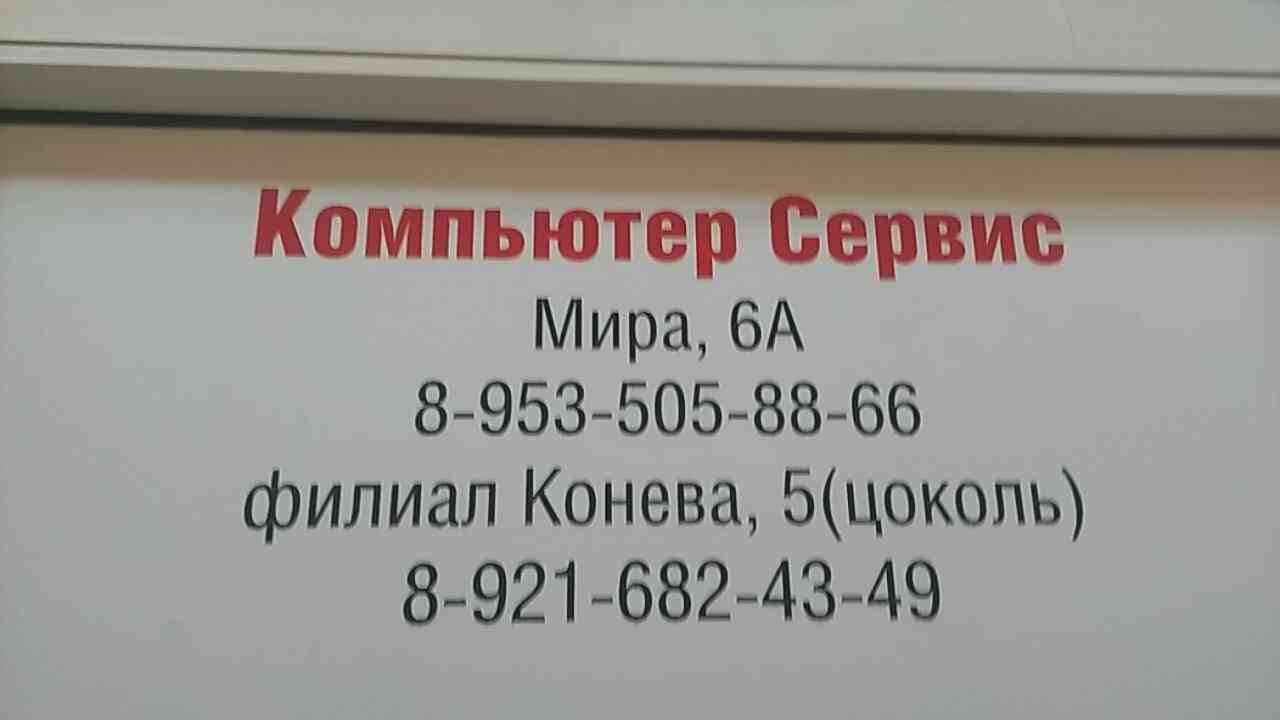 Компьютер Сервис
Мира, 6А
8-953-505-88-66
филиал Конева, 5(цоколь)
8-921-682-43-49